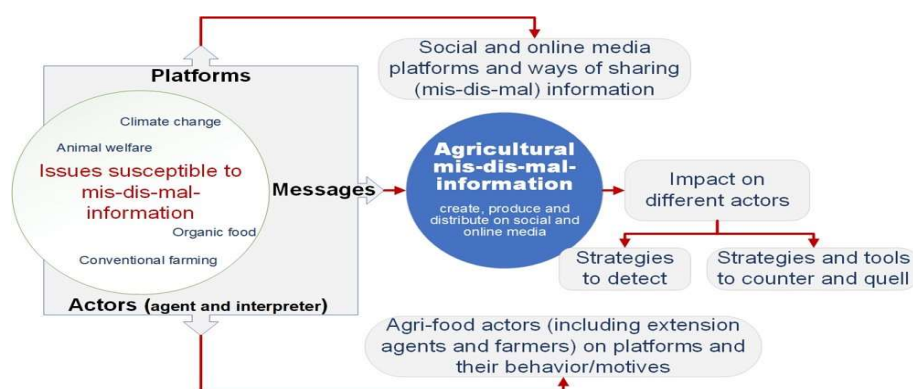 Platforms
Climate change
Animal welfare
Issues susceptible to
mis-dis-mal-
information
Organic food
Conventional farming
Messages
Actors (agent and interpreter)
Social and online media
platforms and ways of sharing
(mis-dis-mal) information
Agricultural
mis-dis-mal-
information
create, produce and
distribute on social and
online media
Impact on
different actors
Strategies
to detect
Strategies and tools
to counter and quell
Agri-food actors (including extension
agents and farmers) on platforms and
their behavior/motives